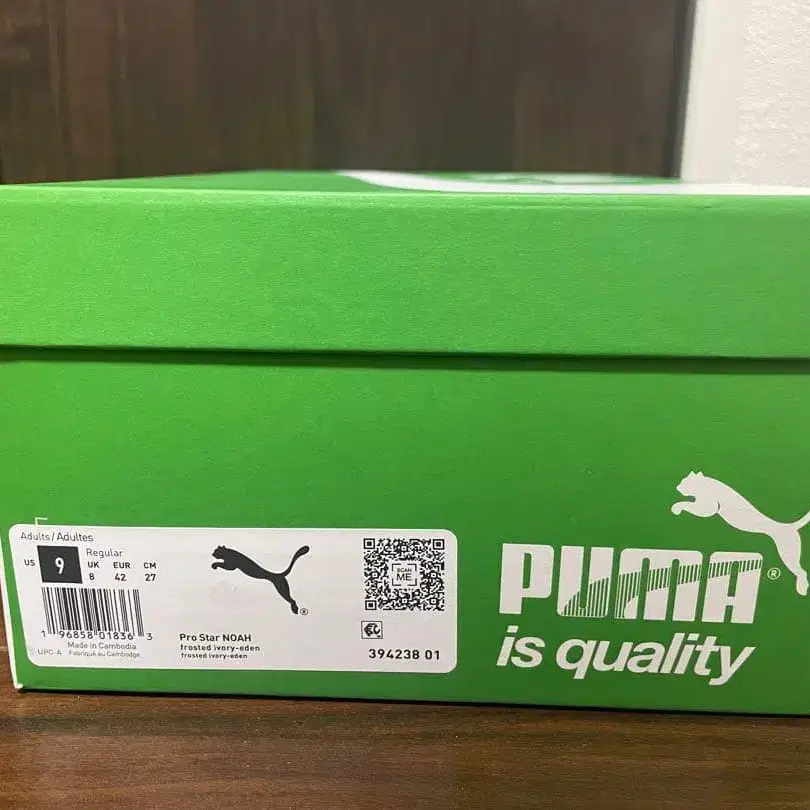 Adults/Adultes
Regular
US 9 UK EUR CM
8 42 27
1 96858 01836 3
UPC-A
Made in Cambodia
Fabriqué au Cambodge
Pro Star NOAH
frosted ivory-eden
frosted ivory-eden
SCAN
ME
394238 01
PUMA®
is quality